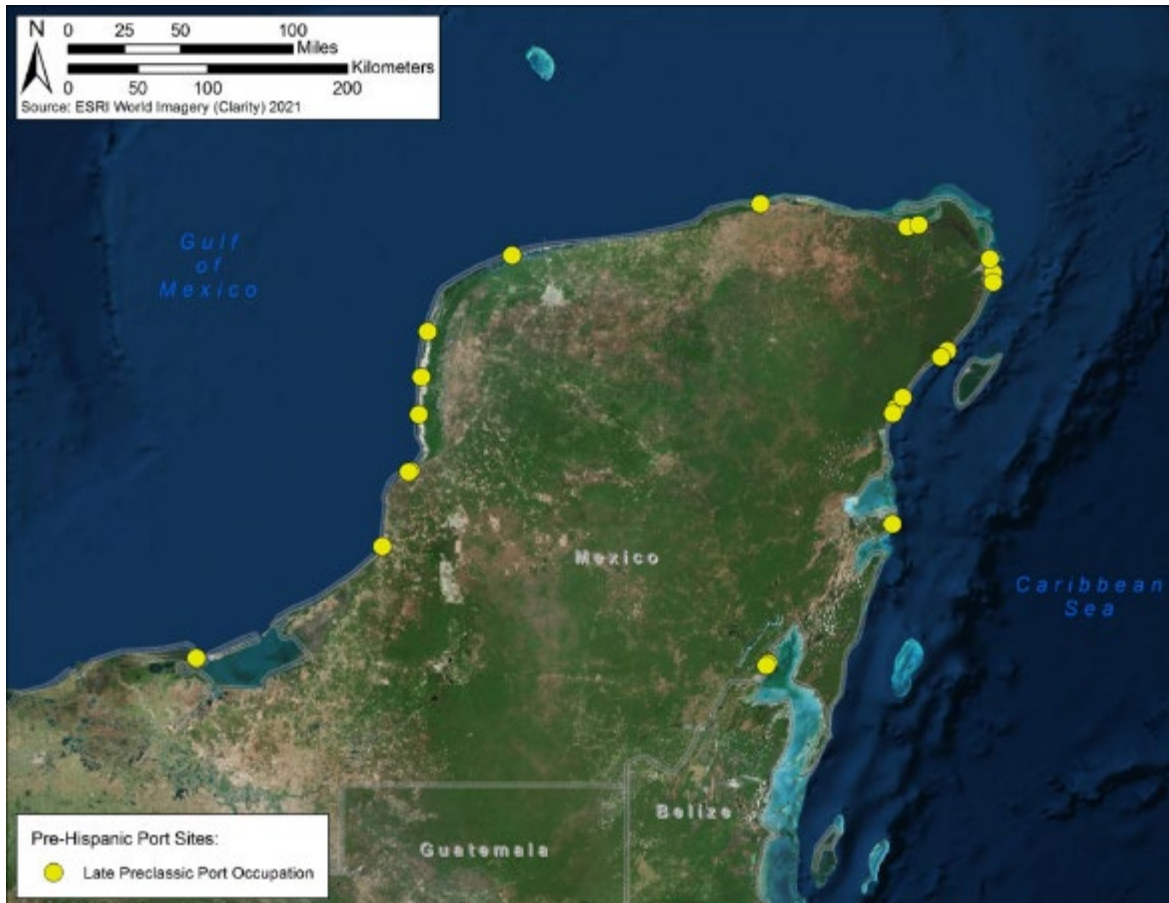 N
0 25 50 100
Miles
Kilometers
0 50 100 200
Source: ESRI World Imagery (Clarity) 2021
Gulf
of
Mexico
Mexico
Caribbean
Sea
Belize
Guatemala
Pre-Hispanic Port Sites:
Late Preclassic Port Occupation